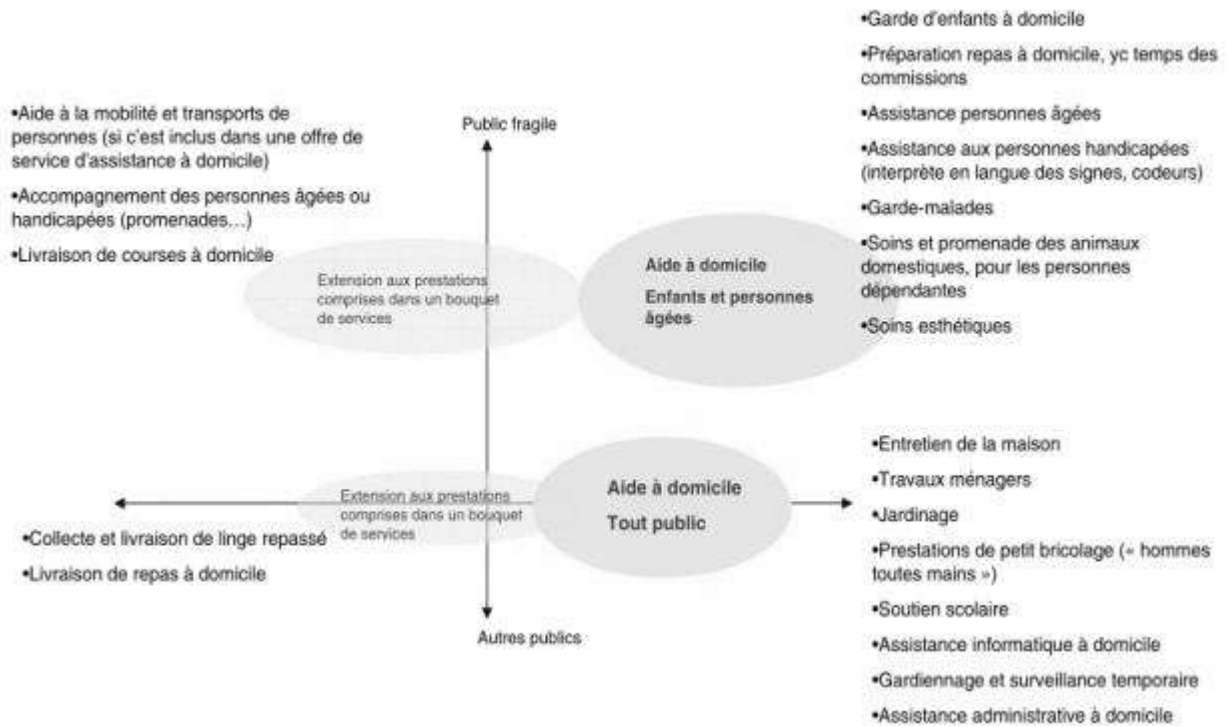 •Garde d'enfants à domicile
•Préparation repas à domicile, yc temps des
commissions
•Assistance personnes âgées
•Assistance aux personnes handicapées
(interprète en langue des signes, codeurs)
•Garde-malades
•Soins et promenade des animaux
domestiques, pour les personnes
dépendantes
•Soins esthétiques
•Aide à la mobilité et transports de
personnes (si c'est inclus dans une offre de
service d'assistance à domicile)
•Accompagnement des personnes âgées ou
handicapées (promenades...)
•Livraison de courses à domicile
Public fragile
Extension aux prestations
comprises dans un bouquet
de services
Aide à domicile
Enfants et personnes
âgées
Extension aux prestations
comprises dans un bouquet
de services
Aide à domicile
Tout public
•Collecte et livraison de linge repassé
•Livraison de repas à domicile
Autres publics
•Entretien de la maison
•Travaux ménagers
•Jardinage
•Prestations de petit bricolage (« hommes
toutes mains »)
•Soutien scolaire
•Assistance informatique à domicile
•Gardiennage et surveillance temporaire
•Assistance administrative à domicile